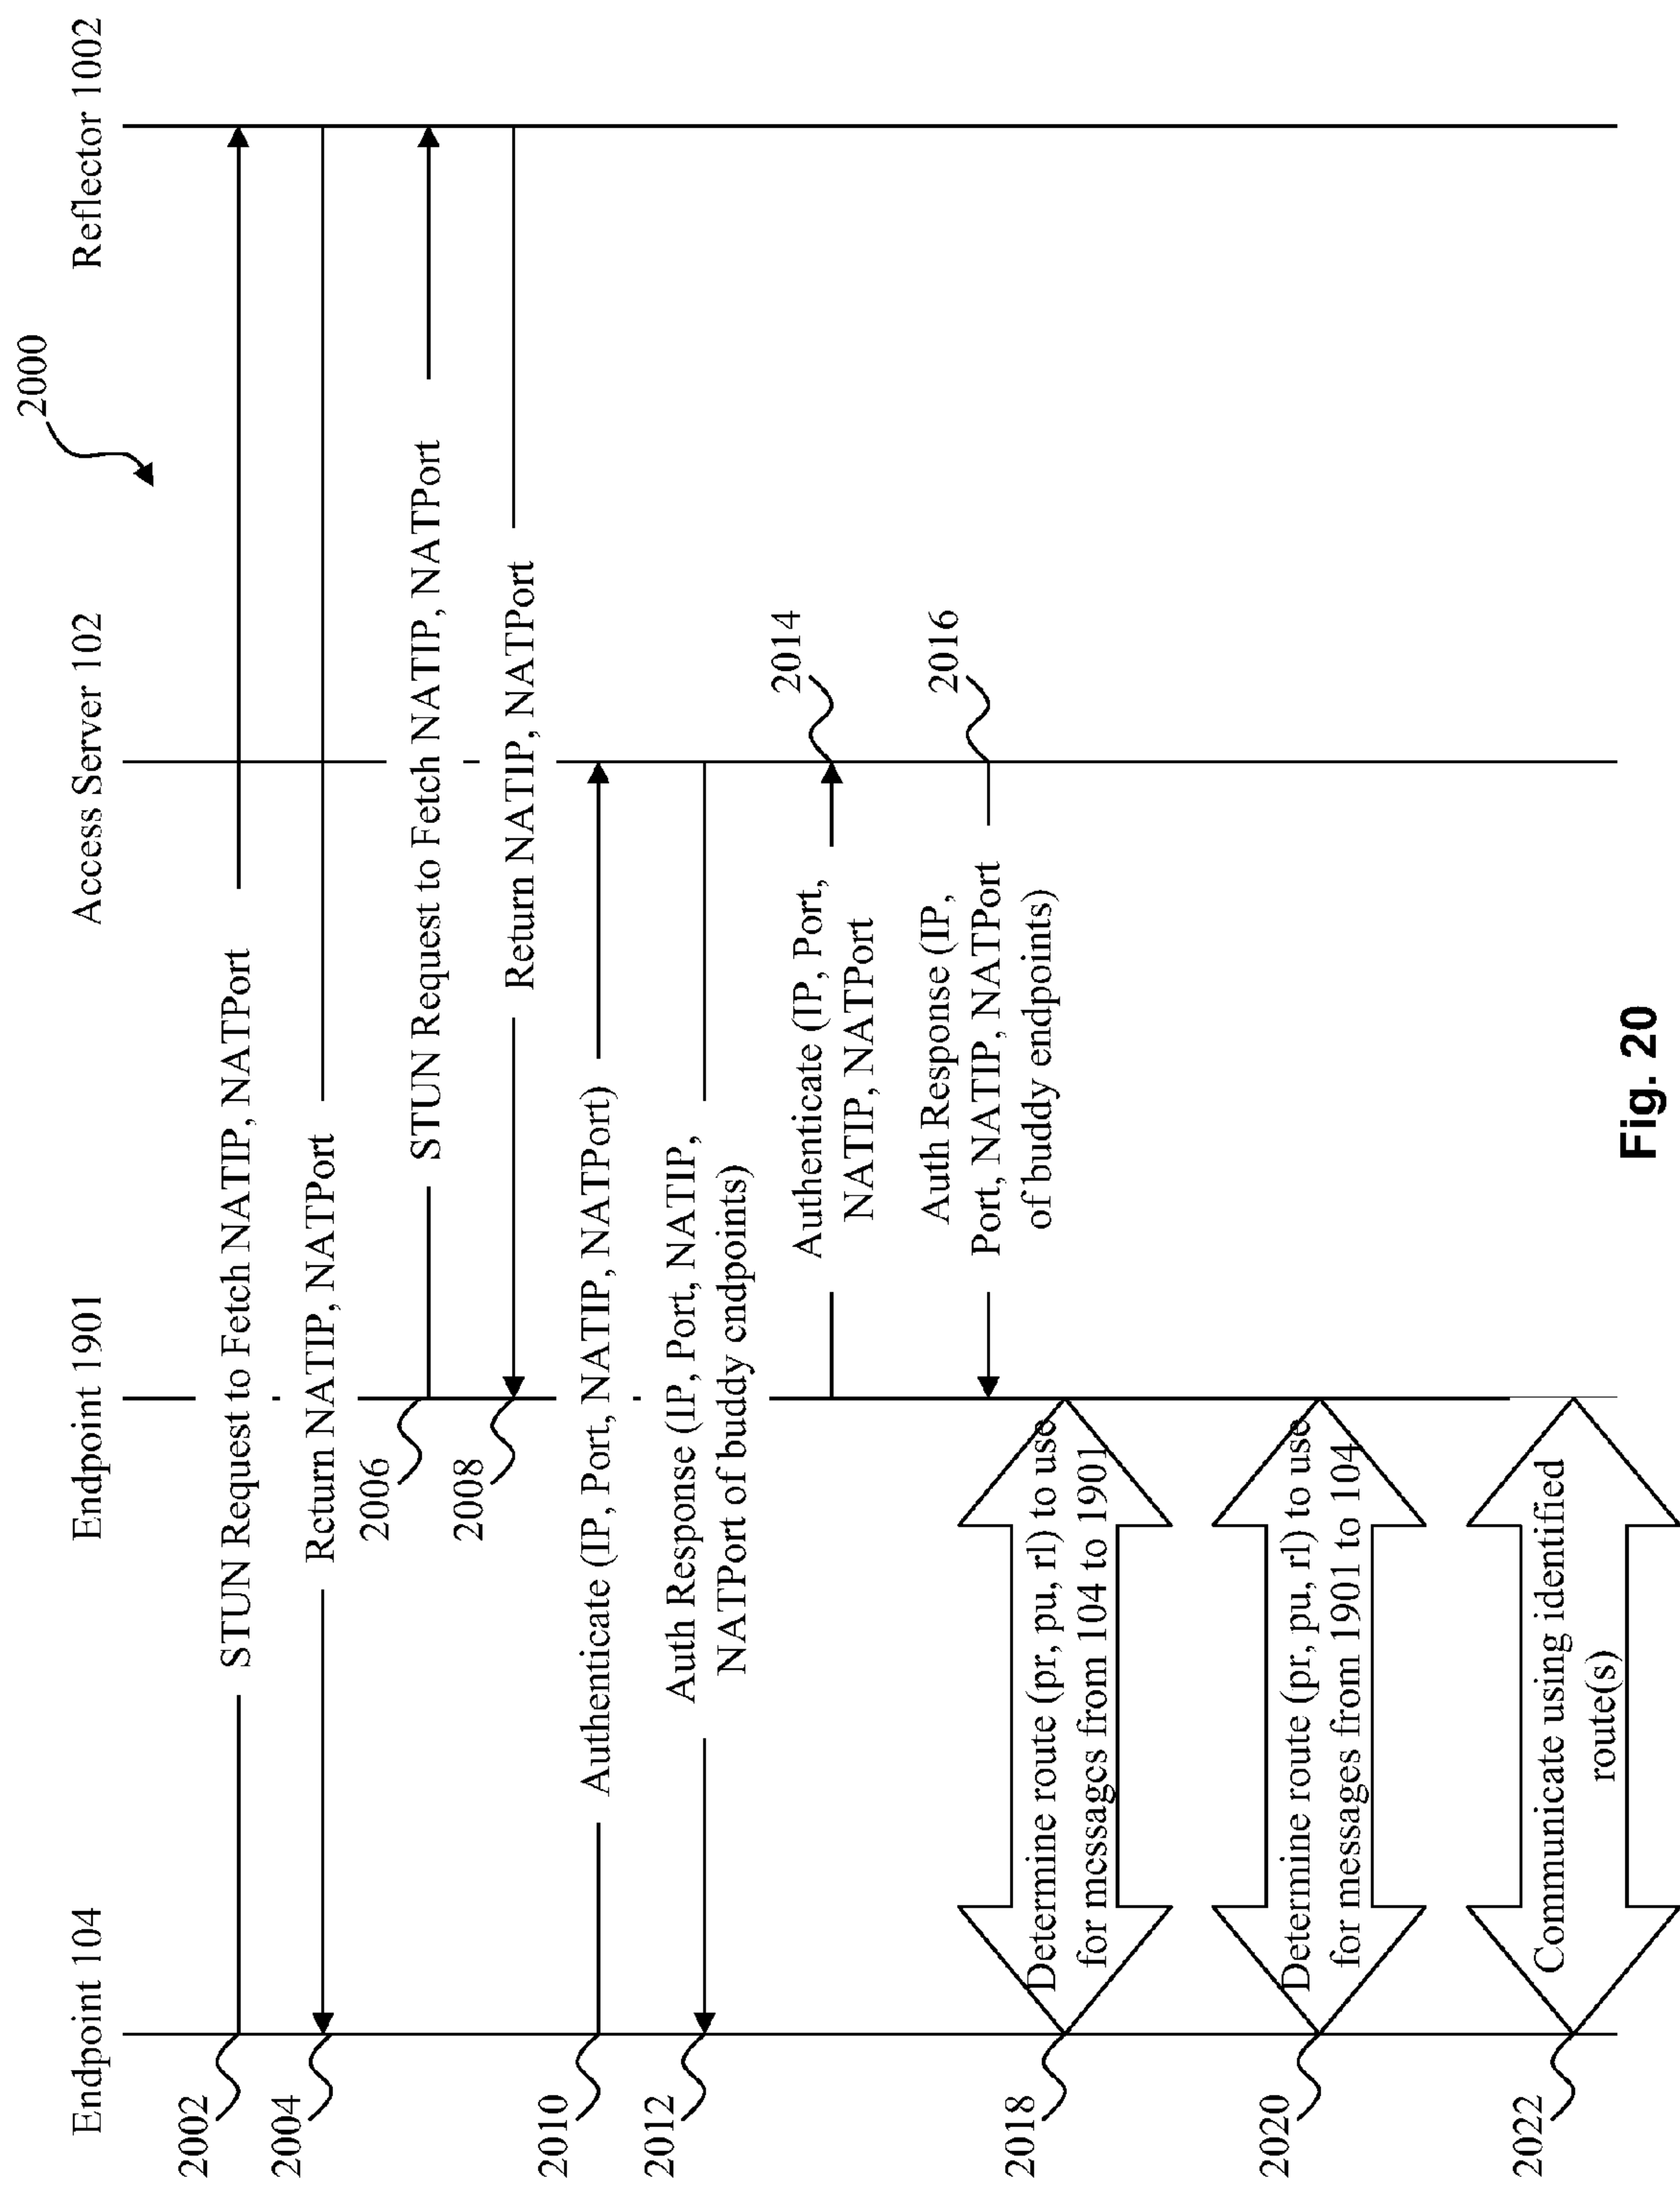 2000
Endpoint 104
Endpoint 1901
Access Server 102
Reflector 1002
2002
STUN Request to Fetch NATIP, NATPort
2004
Return NATIP, NATPort
2006
STUN Request to Fetch NATIP, NATPort
2008
Return NATIP, NATPort
2010
Authenticate (IP, Port, NATIP, NATPort)
2012
Auth Response (IP, Port, NATIP,
NATPort of buddy endpoints)
2014
Authenticate (IP, Port,
NATIP, NATPort
2016
Auth Response (IP,
Port, NATIP, NATPort
of buddy endpoints)
2018
Determine route (pr, pu, rl) to use
for messages from 104 to 1901
2020
Determine route (pr, pu, rl) to use
for messages from 1901 to 104
2022
Communicate using identified
route(s)
Fig. 20